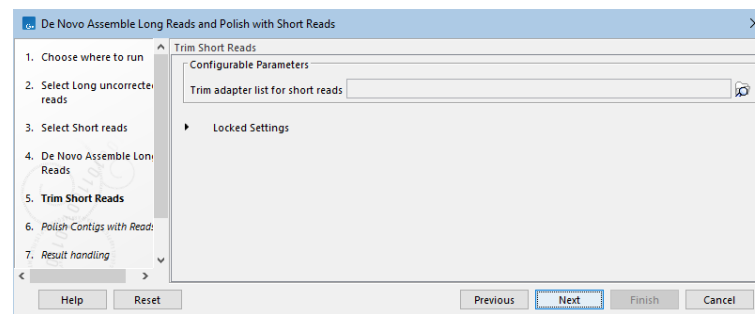 De Novo Assemble Long Reads and Polish with Short Reads
1. Choose where to run
2. Select Long uncorrecte
reads
3. Select Short reads
4. De Novo Assemble Lon
Reads
5. Trim Short Reads
6. Polish Contigs with Read
7. Result handling
Trim Short Reads
Configurable Parameters
Trim adapter list for short reads
Locked Settings
Help Reset Previous Next Finish Cancel